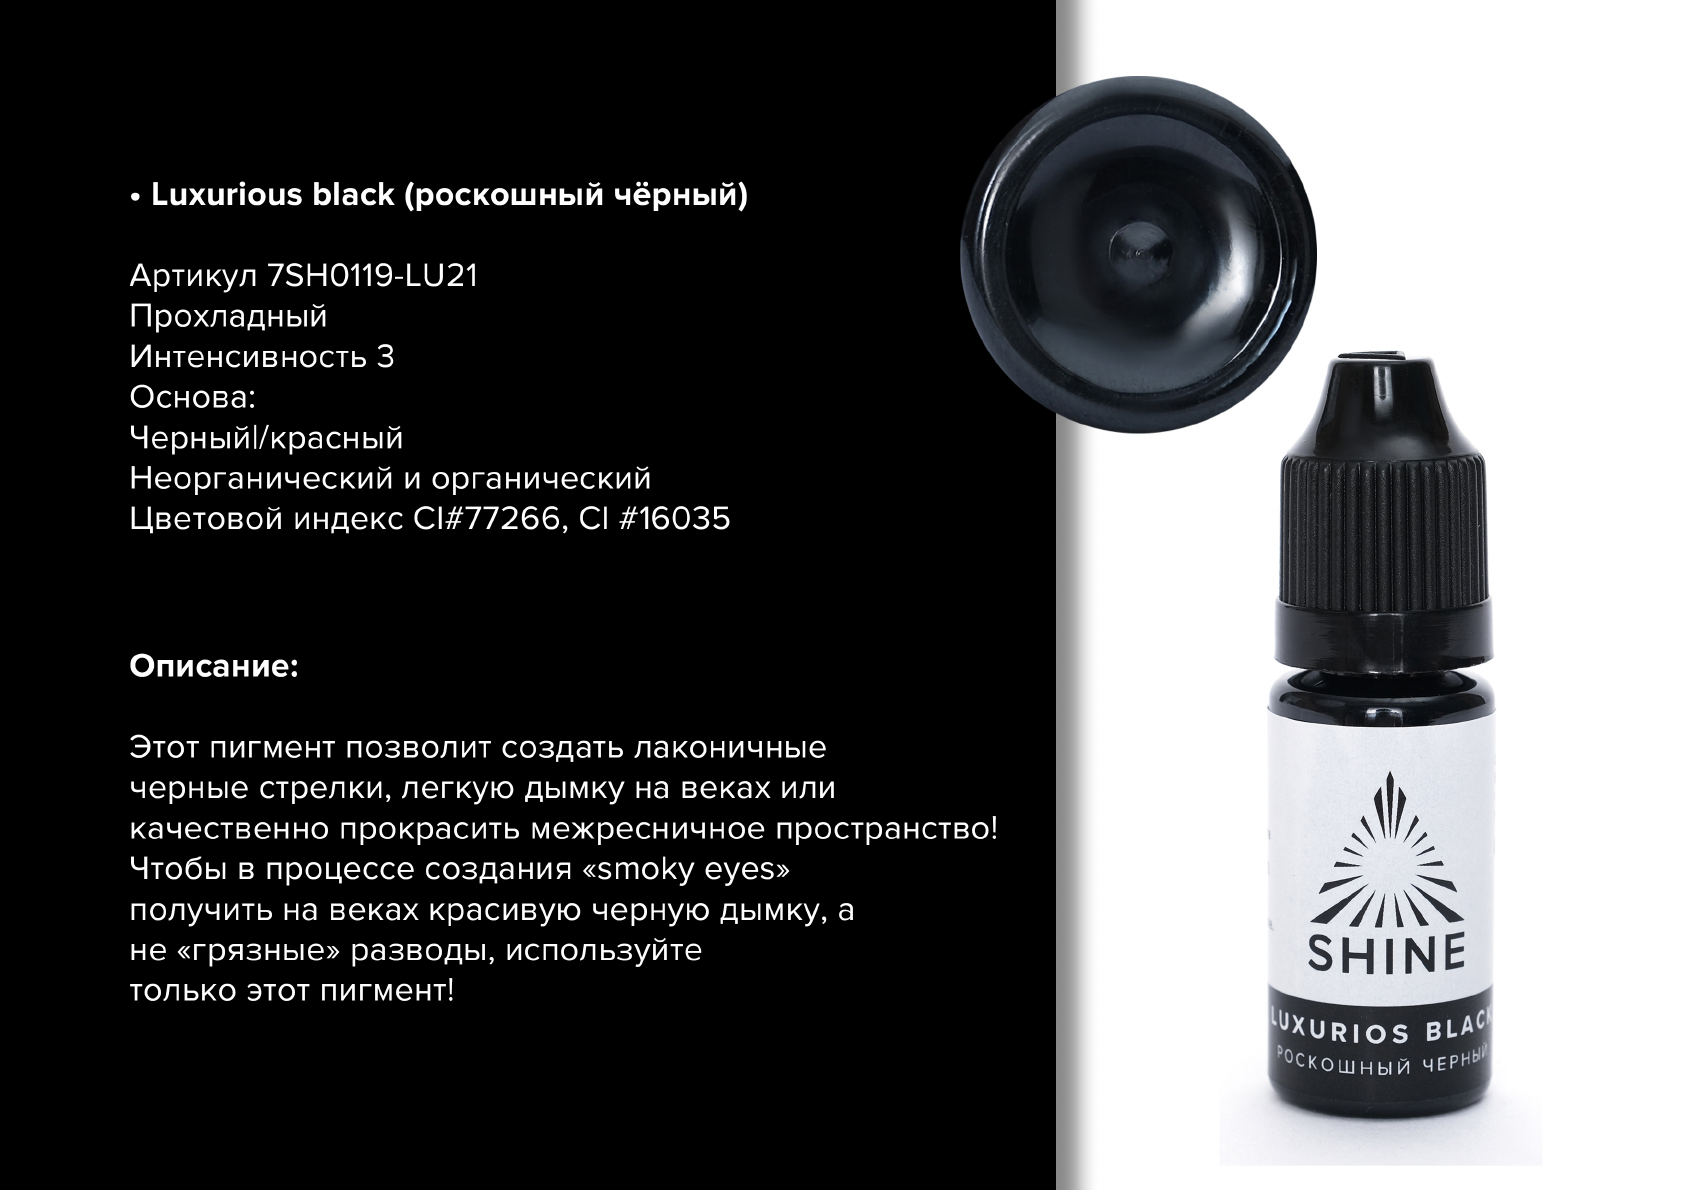 • Luxurious black (роскошный чёрный)
Артикул 7SH0119-LU21
Прохладный
Интенсивность 3
Основа:
Черныйl/красный
Неорганический и органический
Цветовой индекс CI#77266, CI #16035
Описание:
Этот пигмент позволит создать лаконичные
черные стрелки, легкую дымку на веках или
качественно прокрасить межресничное пространство!
Чтобы в процессе создания «smoky eyes»
получить на веках красивую черную дымку, а
не «грязные» разводы, используйте
только этот пигмент!
SHINE
LUXURIOS BLACK
РОСКОШНЫЙ ЧЕРНЫЙ